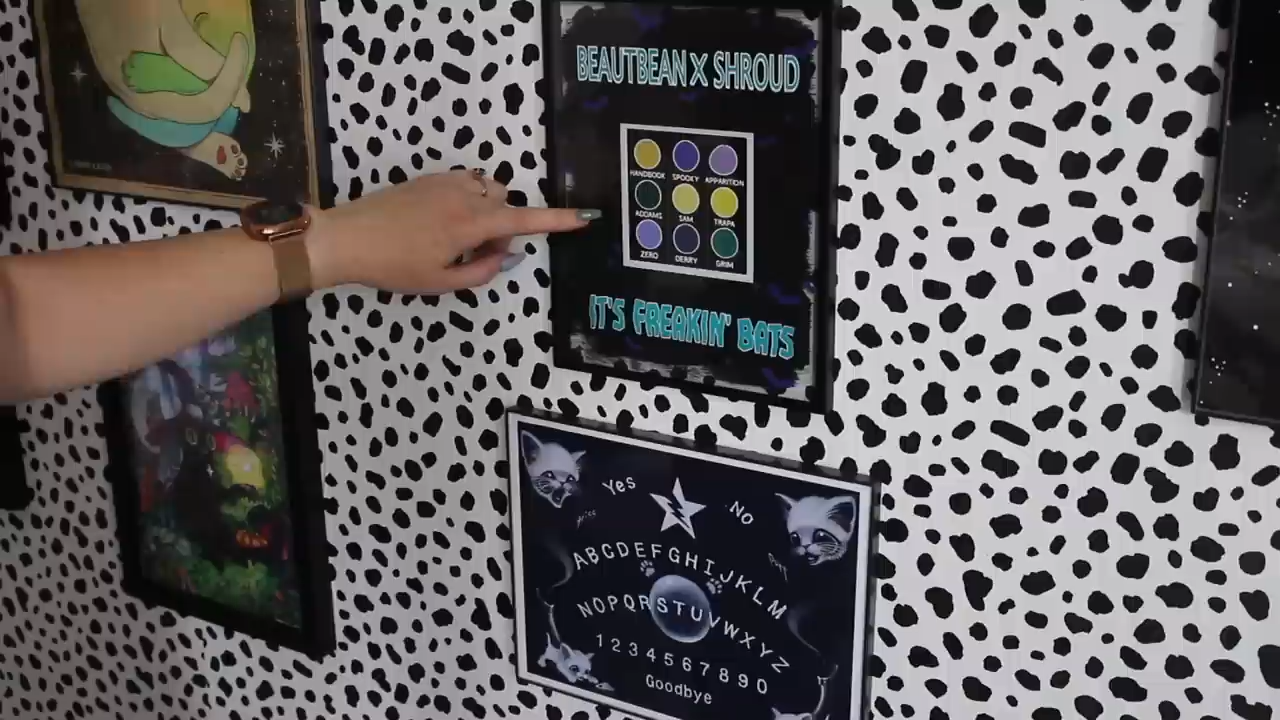 BEAUTBEAN X SHROUD
HANDBOOK SPOOKY APPARITION
ADDAMS SAM TRAPA
ZERO DERRY GRIM
IT'S FREAKIN' BATS
Yes No
ABCDEFGHIJKLM
NOPQRSTUVWXYZ
1234567890
Goodbye